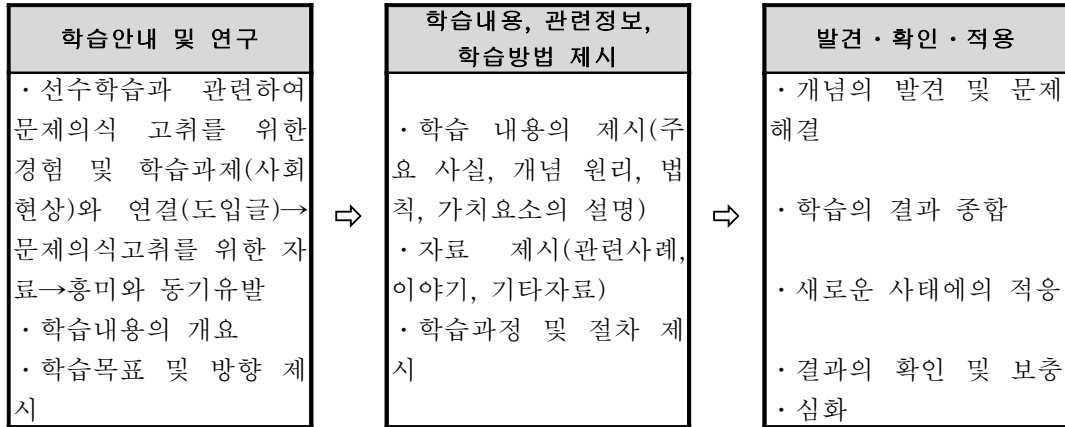 학습안내 및 연구
・선수학습과 관련하여
문제의식 고취를 위한
경험 및 학습과제(사회
현상)와 연결(도입글)→
문제의식고취를 위한 자
료→흥미와 동기유발
・학습내용의 개요
・학습목표 및 방향 제
시
⇨
학습내용, 관련정보,
학습방법 제시
・학습 내용의 제시(주
요 사실, 개념 원리, 법
칙, 가치요소의 설명)
・자료 제시(관련사례,
이야기, 기타자료)
・학습과정 및 절차 제
시
⇨
발견・확인・적용
・개념의 발견 및 문제
해결
・학습의 결과 종합
・새로운 사태에의 적응
・결과의 확인 및 보충
・심화